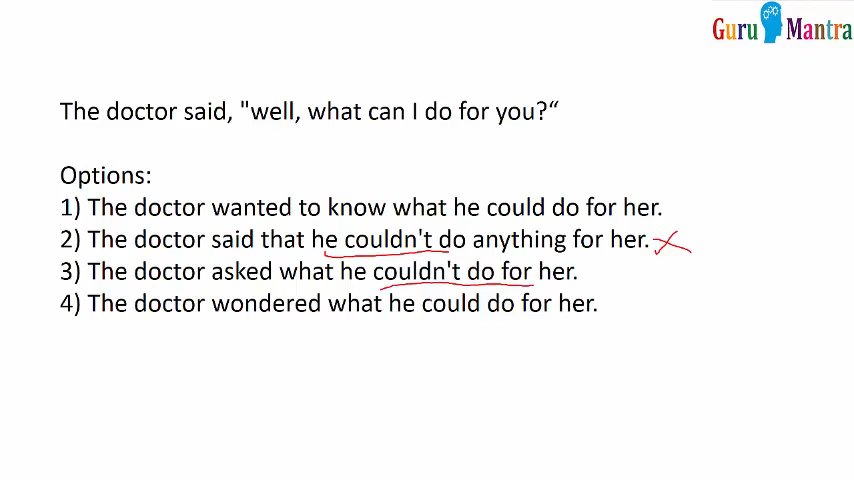 Guru Mantra
The doctor said, "well, what can I do for you?“
Options:
1) The doctor wanted to know what he could do for her.
2) The doctor said that he couldn't do anything for her.
3) The doctor asked what he couldn't do for her.
4) The doctor wondered what he could do for her.